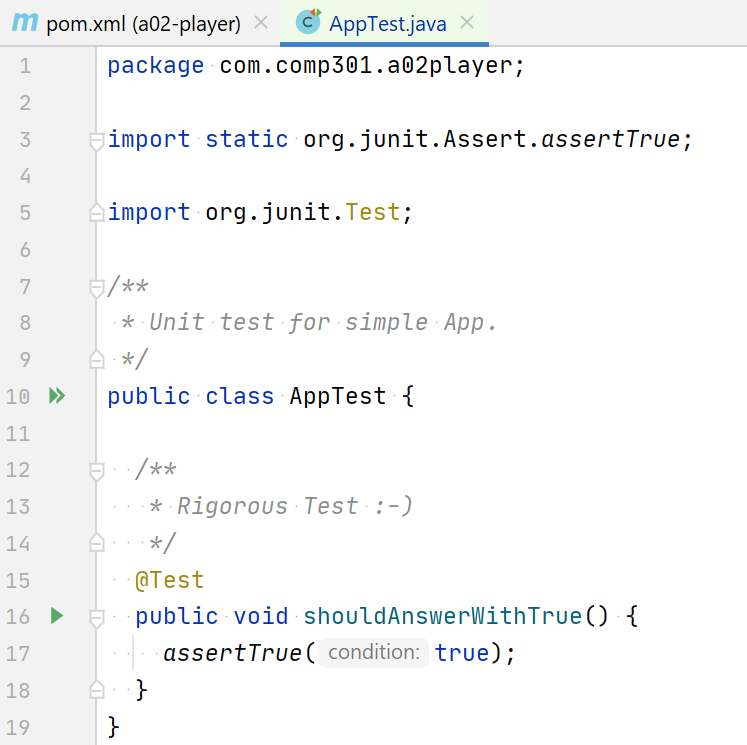 m pom.xml (a02-player) × C AppTest.java ×
1 package com.comp301.a02player;
2
3 import static org.junit.Assert.assertTrue;
4
5 import org.junit.Test;
6
7 /**
8  * Unit test for simple App.
9  */
10 public class AppTest {
11
12   /**
13    * Rigorous Test :-)
14    */
15   @Test
16   public void shouldAnswerWithTrue() {
17     assertTrue( condition: true);
18   }
19 }